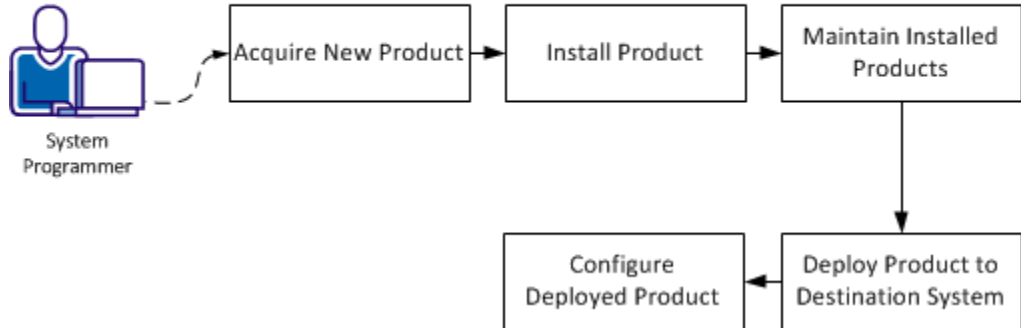 Acquire New Product
Install Product
Maintain Installed
Products
System
Programmer
Configure
Deployed Product
Deploy Product to
Destination System